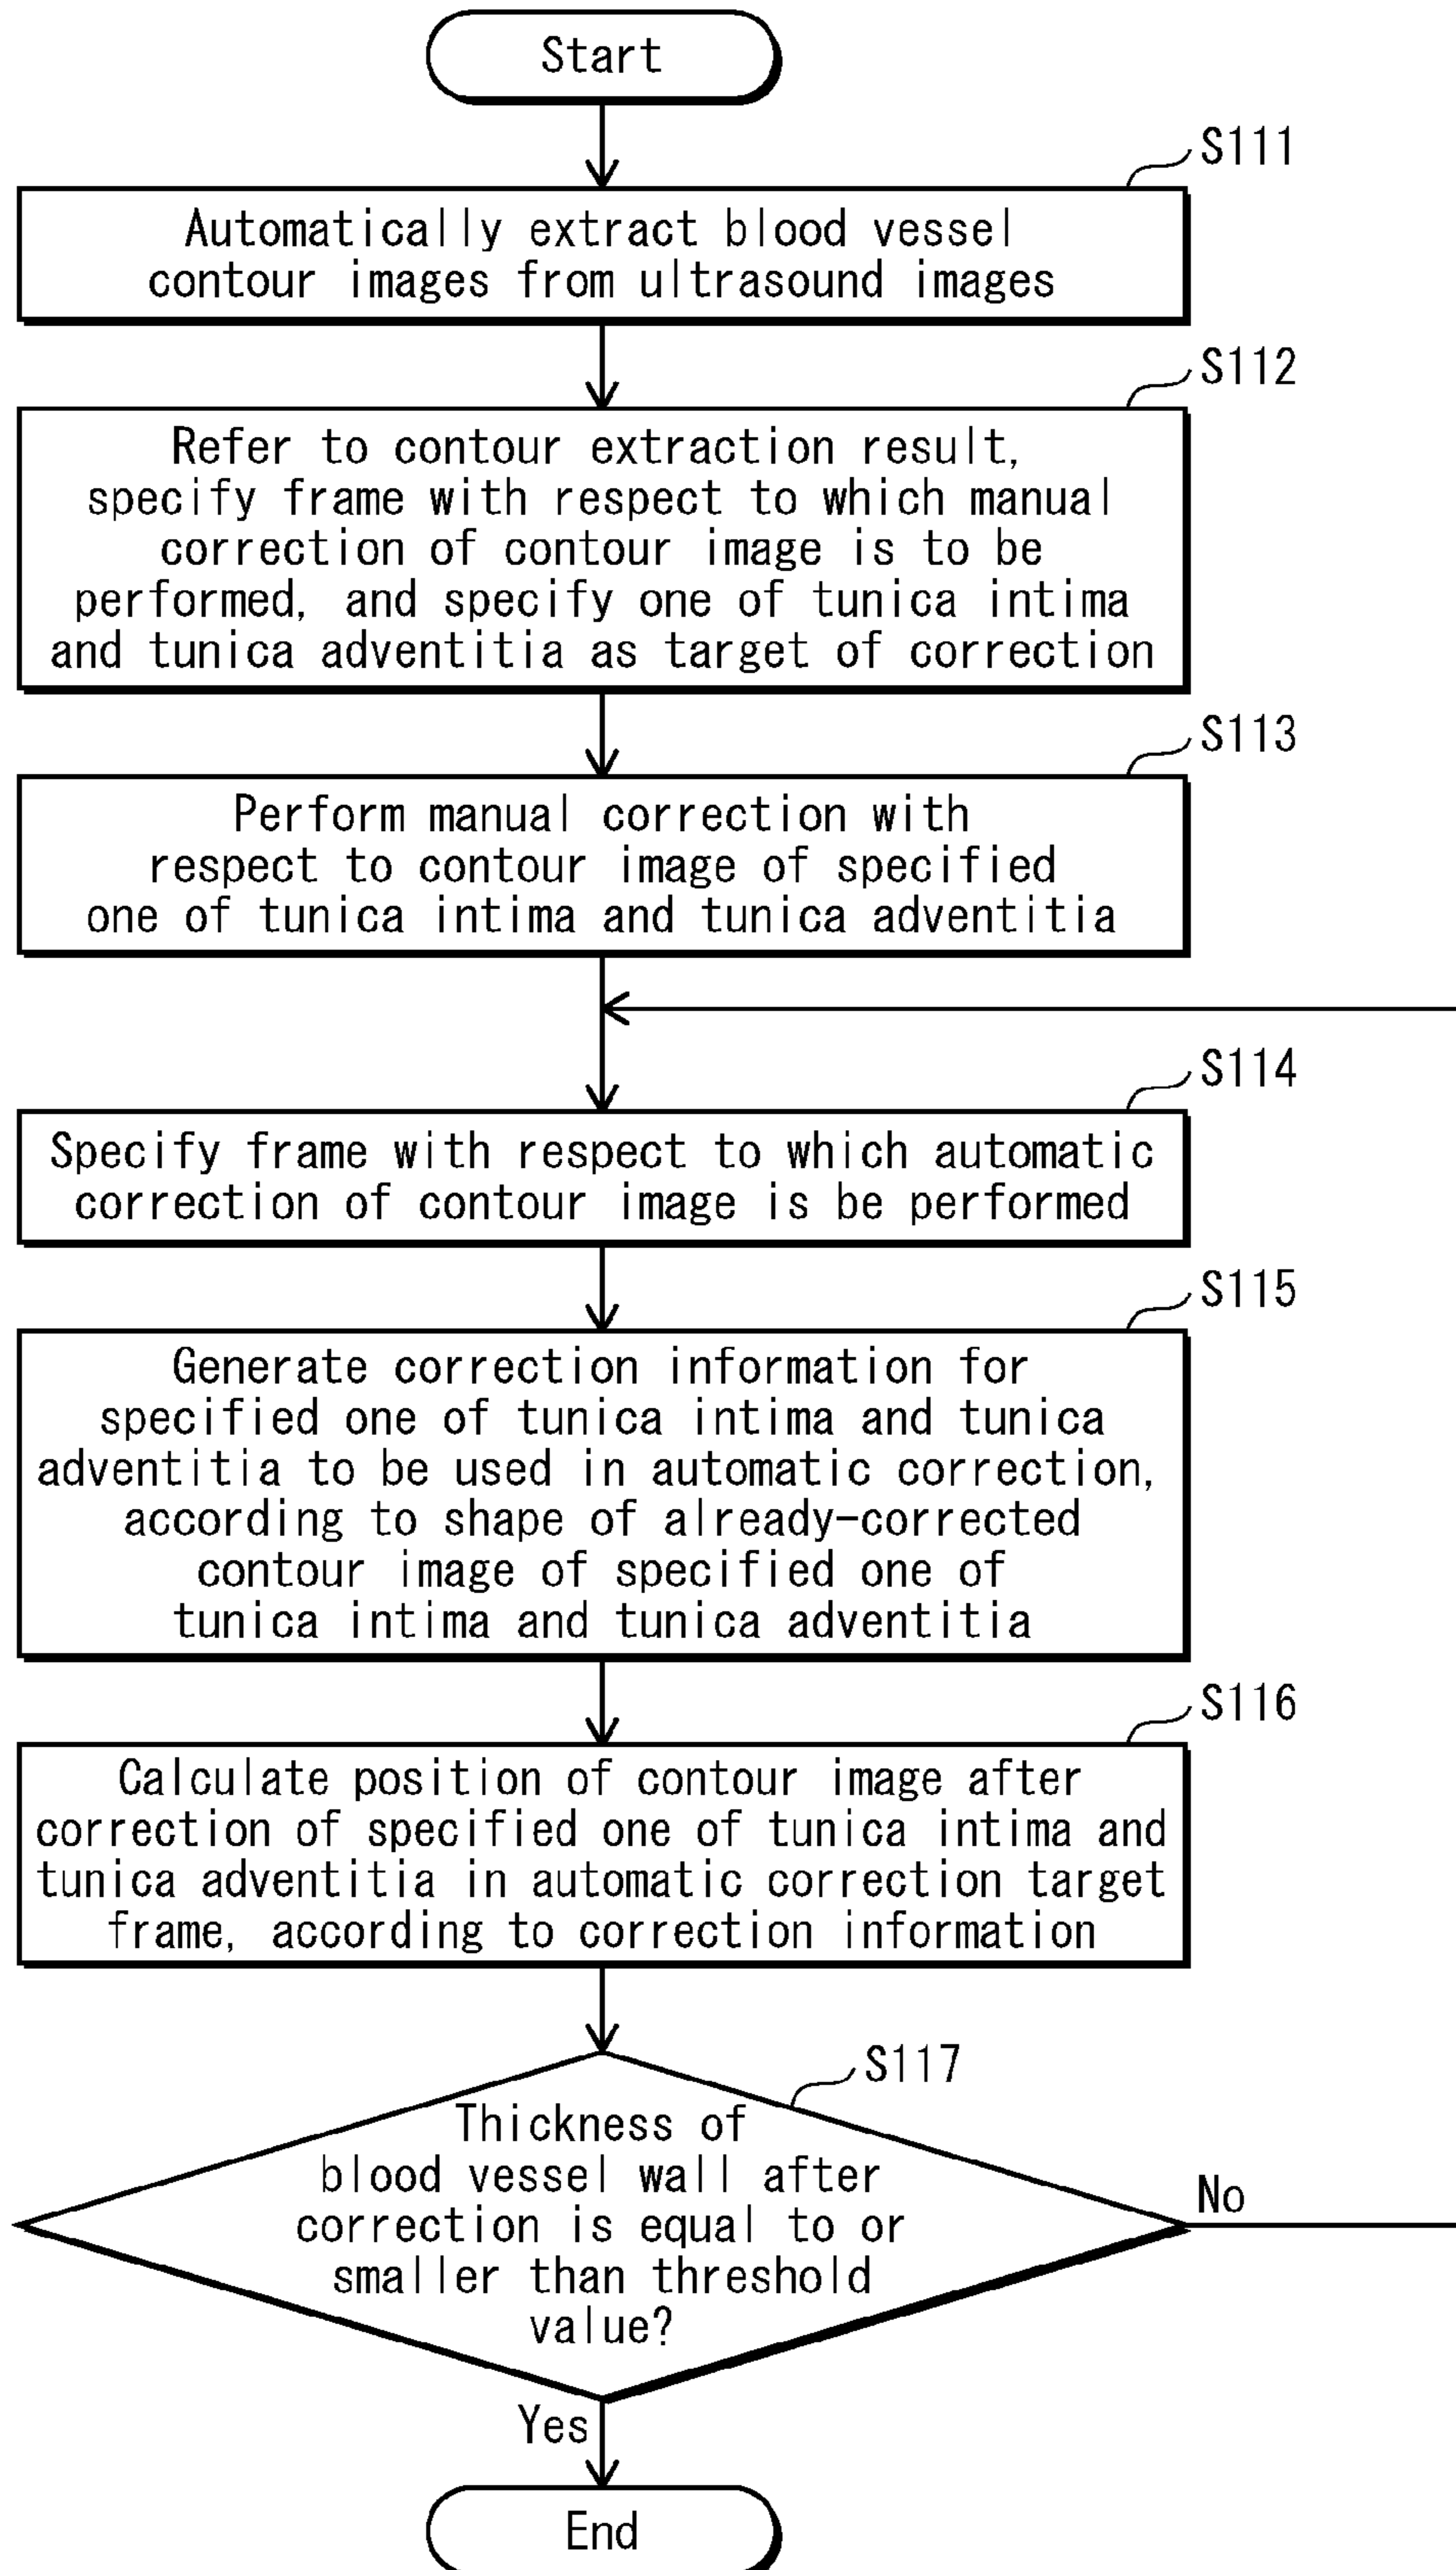 Start
S111
Automatically extract blood vessel
contour images from ultrasound images
S112
Refer to contour extraction result,
specify frame with respect to which manual
correction of contour image is to be
performed, and specify one of tunica intima
and tunica adventitia as target of correction
S113
Perform manual correction with
respect to contour image of specified
one of tunica intima and tunica adventitia
S114
Specify frame with respect to which automatic
correction of contour image is be performed
S115
Generate correction information for
specified one of tunica intima and tunica
adventitia to be used in automatic correction,
according to shape of already-corrected
contour image of specified one of
tunica intima and tunica adventitia
S116
Calculate position of contour image after
correction of specified one of tunica intima and
tunica adventitia in automatic correction target
frame, according to correction information
S117
Thickness of
blood vessel wall after
correction is equal to or
smaller than threshold
value?
No
Yes
End